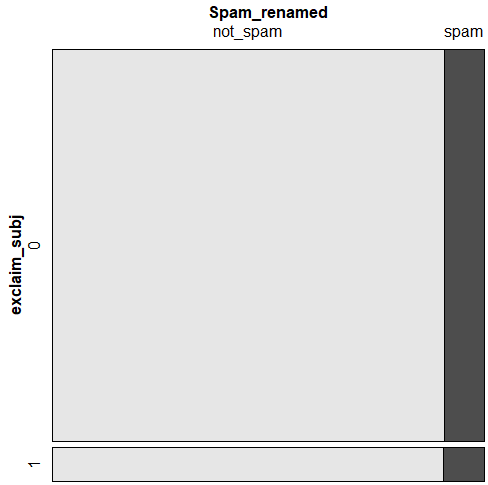 Spam_renamed
not_spam spam
exclaim_subj
0
1